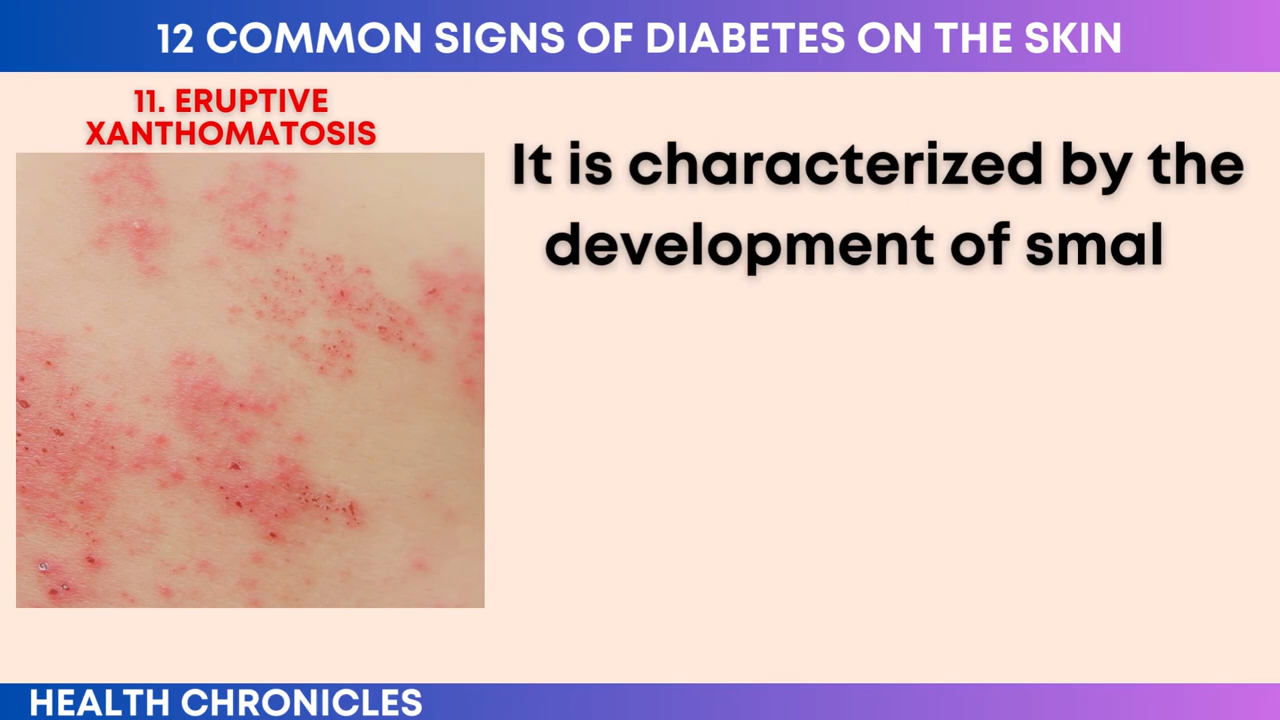 12 COMMON SIGNS OF DIABETES ON THE SKIN
11. ERUPTIVE
XANTHOMATOSIS
It is characterized by the
development of smal
HEALTH CHRONICLES